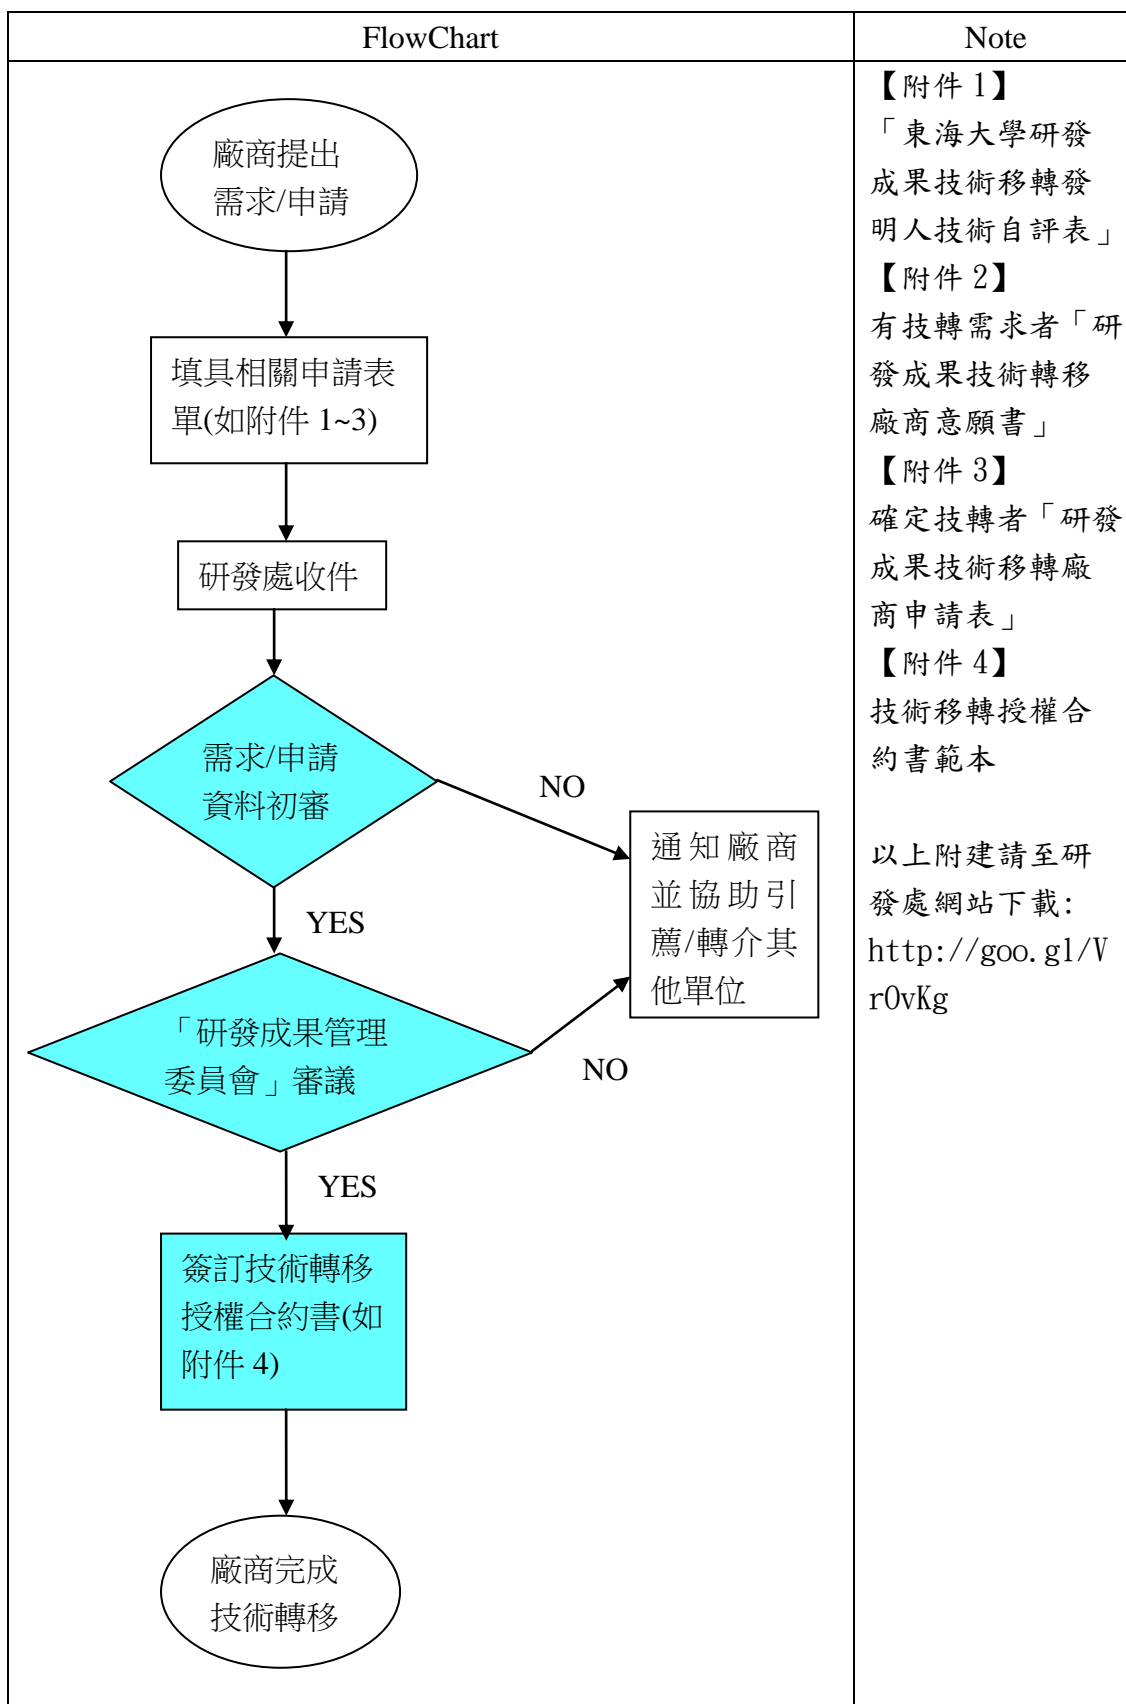 FlowChart
Note
廠商提出
需求/申請
填具相關申請表
單(如附件 1~3)
研發處收件
需求/申請
資料初審
NO
YES
通知廠商
並協助引
薦/轉介其
他單位
「研發成果管理
委員會」審議
NO
YES
簽訂技術轉移
授權合約書(如
附件 4)
廠商完成
技術轉移
【附件 1】
「東海大學研發
成果技術移轉發
明人技術自評表」
【附件 2】
有技轉需求者「研
發成果技術轉移
廠商意願書」
【附件 3】
確定技轉者「研發
成果技術移轉廠
商申請表」
【附件 4】
技術移轉授權合
約書範本
以上附建請至研
發處網站下載:
http://goo.gl/V
rOvKg